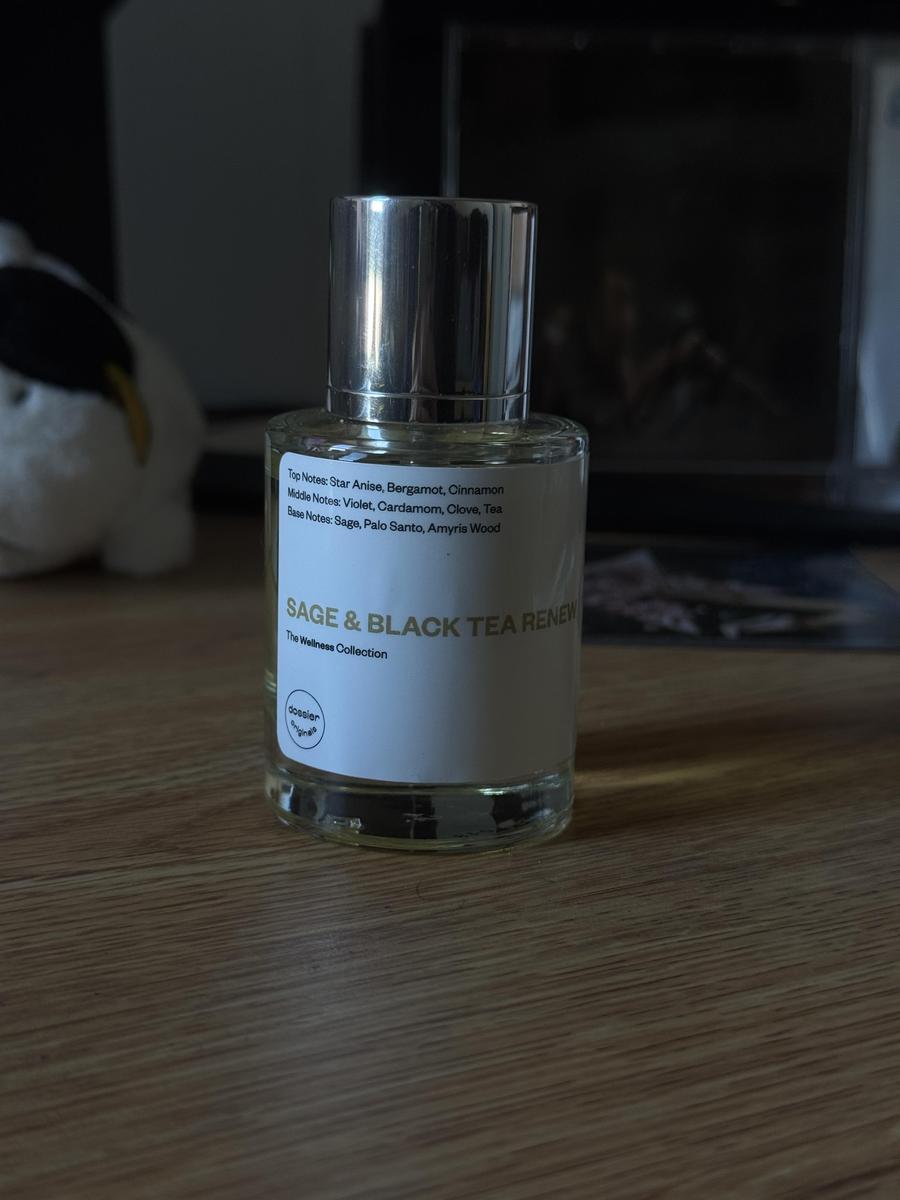 Top Notes: Star Anise, Bergamot, Cinnamon
Middle Notes: Violet, Cardamom, Clove, Tea
Base Notes: Sage, Palo Santo, Amyris Wood
SAGE & BLACK TEA RENEW
The Wellness Collection
dossier
originals